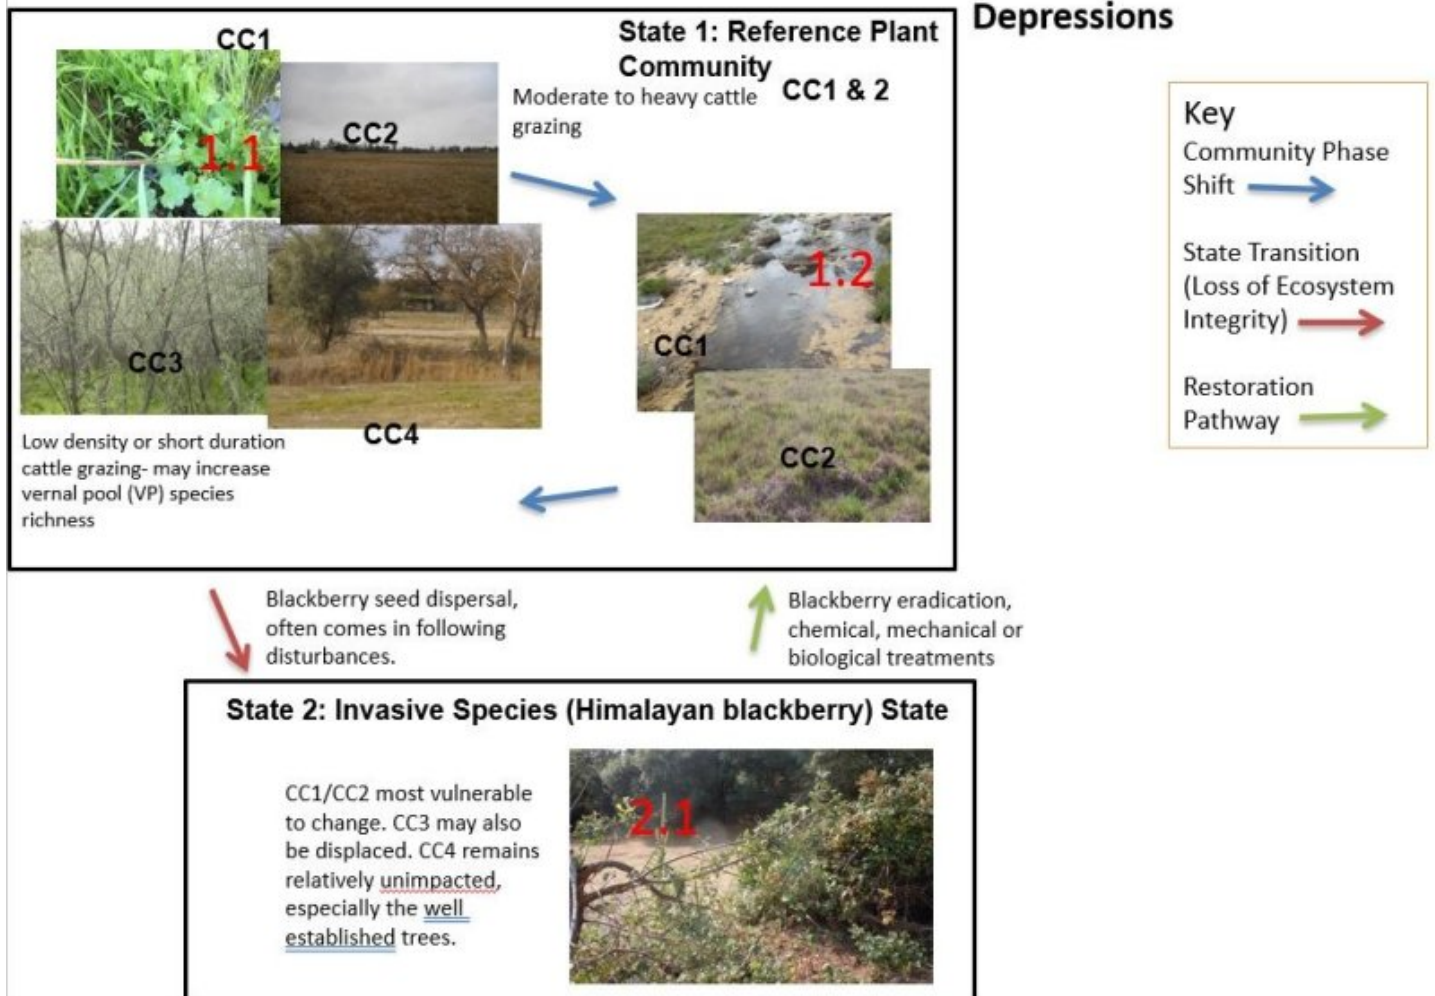 Depressions
State 1: Reference Plant
Community
CC1 & 2
CC1
1.1
CC2
Moderate to heavy cattle
grazing
CC3
CC4
1.2
CC1
CC2
Low density or short duration
cattle grazing- may increase
vernal pool (VP) species
richness
Key
Community Phase
Shift
State Transition
(Loss of Ecosystem
Integrity)
Restoration
Pathway
Blackberry seed dispersal,
often comes in following
disturbances.
Blackberry eradication,
chemical, mechanical or
biological treatments
State 2: Invasive Species (Himalayan blackberry) State
CC1/CC2 most vulnerable
to change. CC3 may also
be displaced. CC4 remains
relatively unimpacted,
especially the well
established trees.
2.1